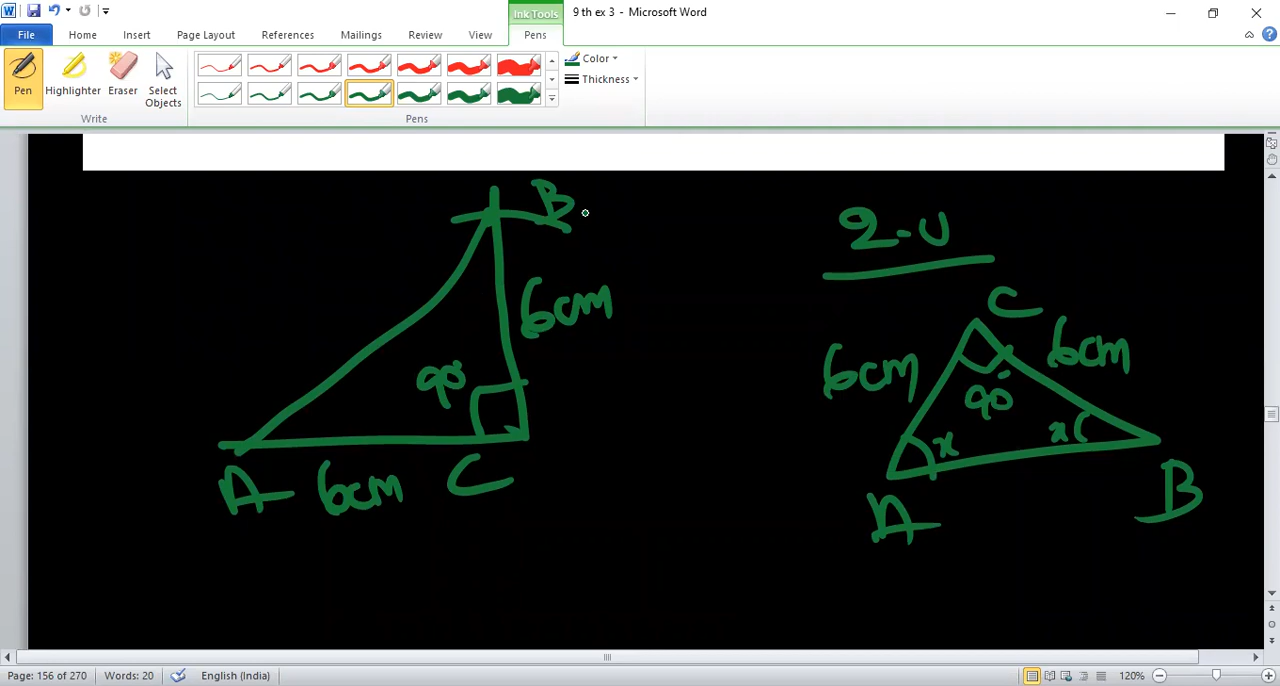 Ink Tools
9 th ex 3 - Microsoft Word
File Home Insert Page Layout References Mailings Review View Pens
Pen Highlighter Eraser Select Objects
Color
Thickness
Write Pens
B
6cm
90°
A 6cm C
C
6cm 6cm
90°
x x
A B
Page: 156 of 270 Words: 20 English (India) 120%